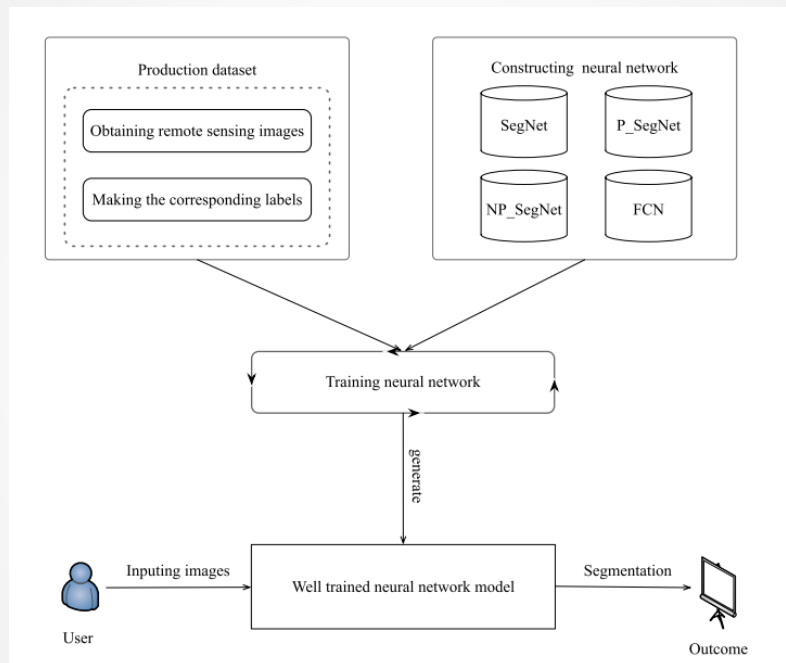 Production dataset
Obtaining remote sensing images
Making the corresponding labels
Constructing neural network
SegNet
P_SegNet
NP_SegNet
FCN
Training neural network
generate
Inputing images
Well trained neural network model
Segmentation
User
Outcome